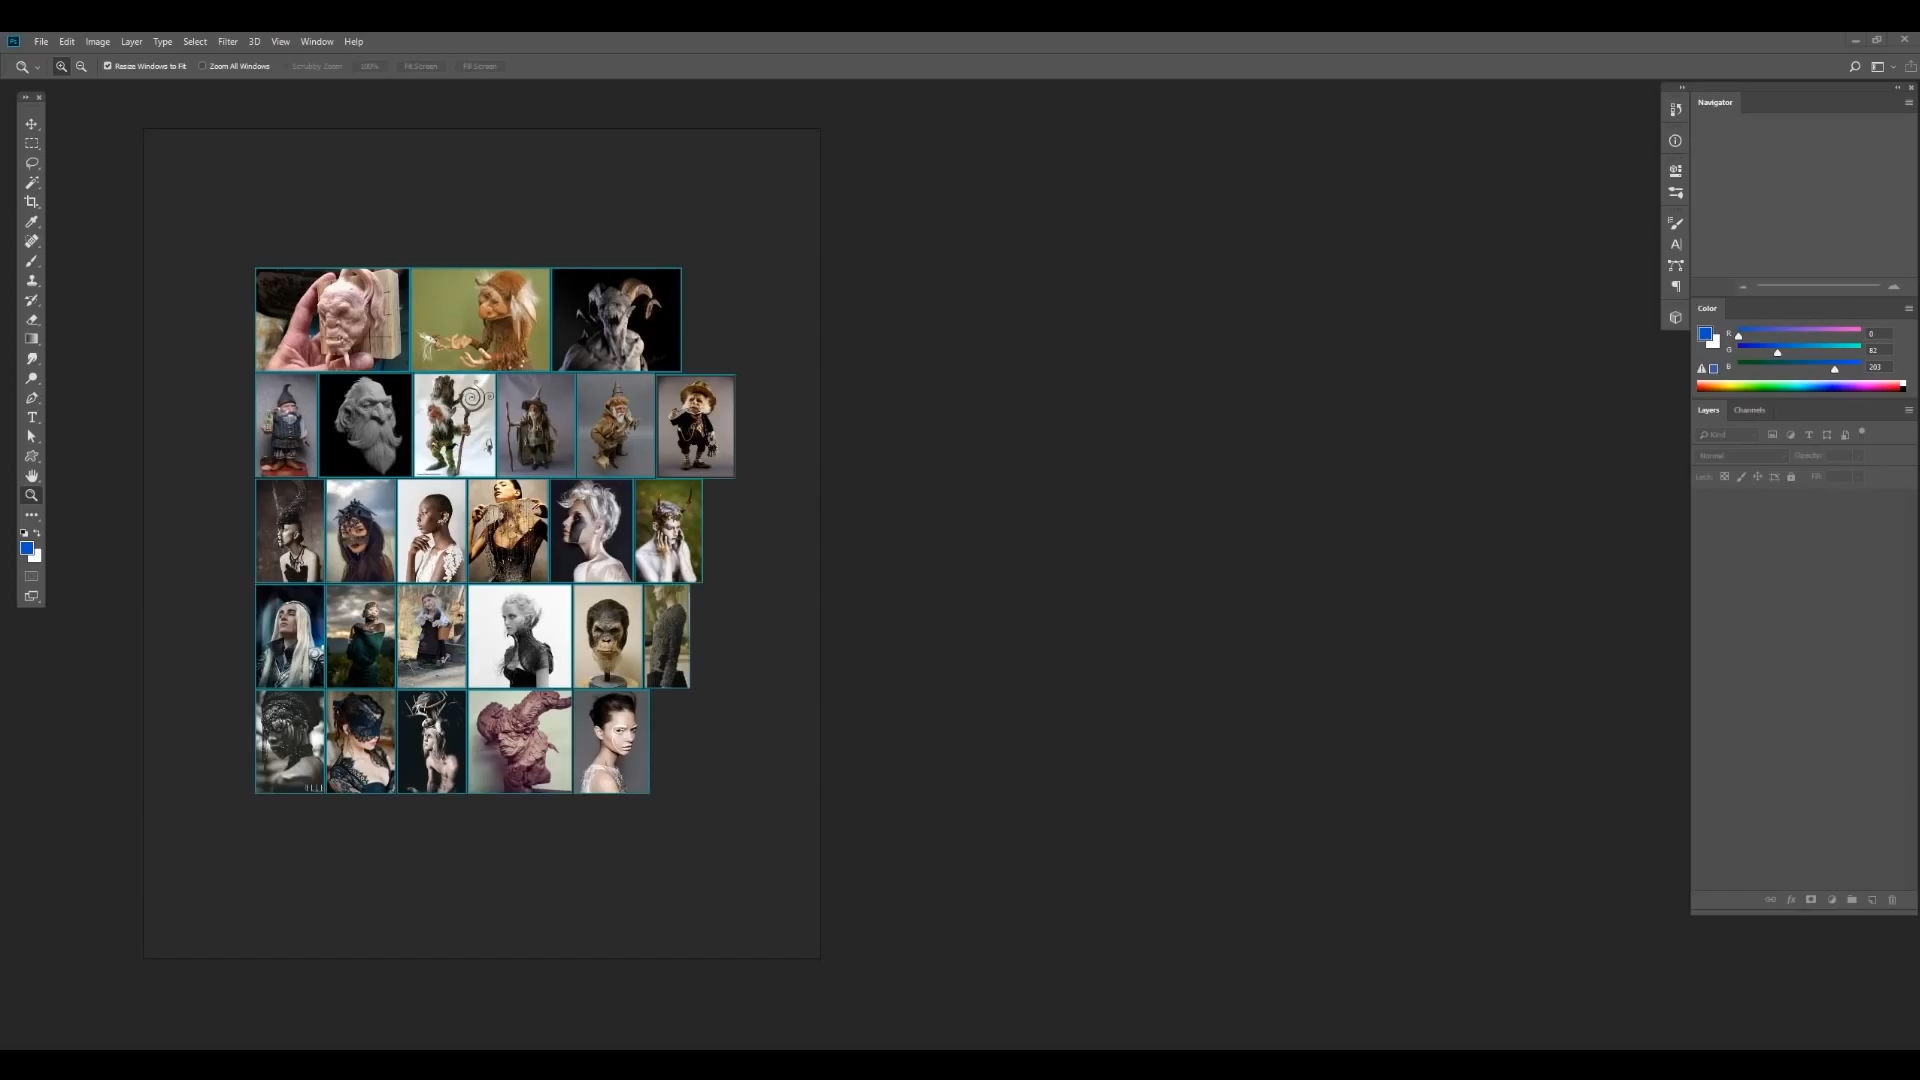 Ps File Edit Image Layer Type Select Filter 3D View Window Help
Resize Windows to Fit Zoom All Windows Scrubby Zoom 100% Fit Screen Fill Screen
Navigator
Color
R 0
G 82
B 203
Layers Channels
Kind
Normal Opacity:
Lock: Fill: